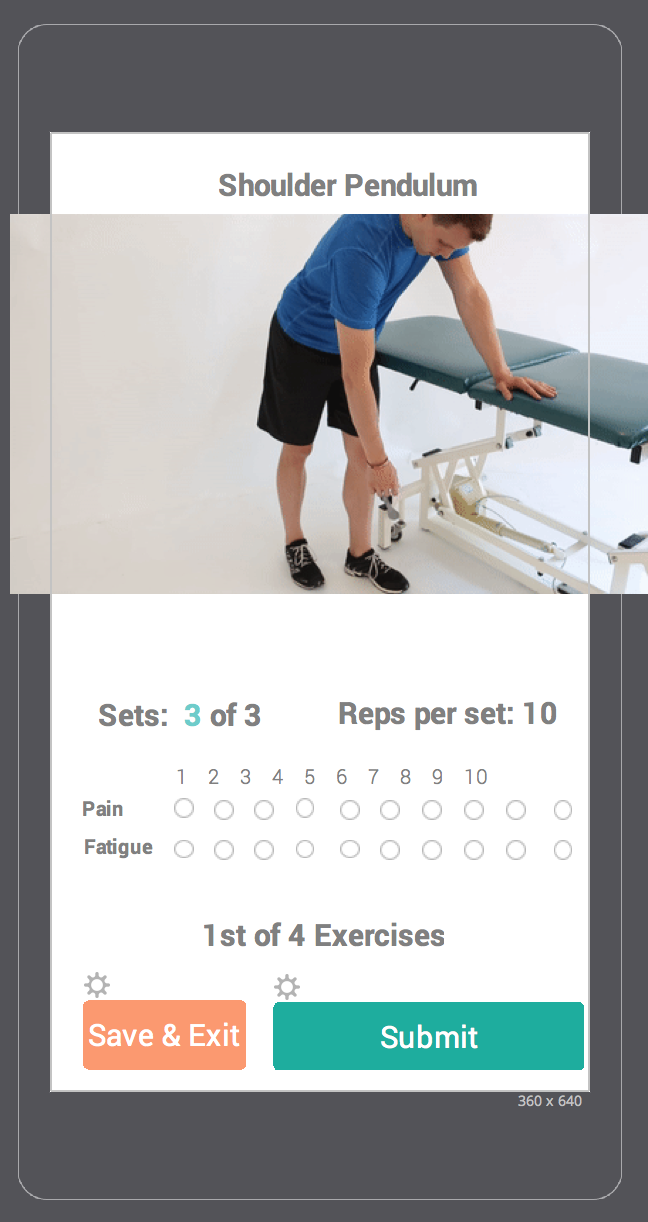 Shoulder Pendulum
Sets: 3 of 3 Reps per set: 10
1 2 3 4 5 6 7 8 9 10
Pain
Fatigue
1st of 4 Exercises
Save & Exit Submit
360 x 640